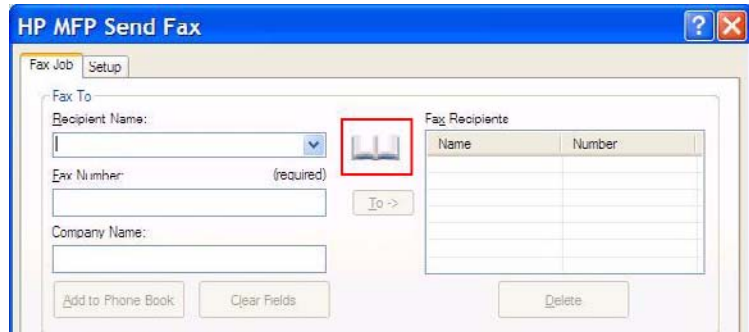 HP MFP Send Fax
Fax Job Setup
Fax To
Recipient Name:
Fax Number: (required)
To ->
Company Name:
Add to Phone Book Clear Fields
Fax Recipients
Name Number
Delete